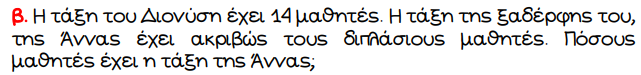 β. Η τάξη του Διονύση έχει 14 μαθητές. Η τάξη της ξαδέρφης του,
της Άννας έχει ακριβώς τους διπλάσιους μαθητές. Πόσους
μαθητές έχει η τάξη της Άννας;